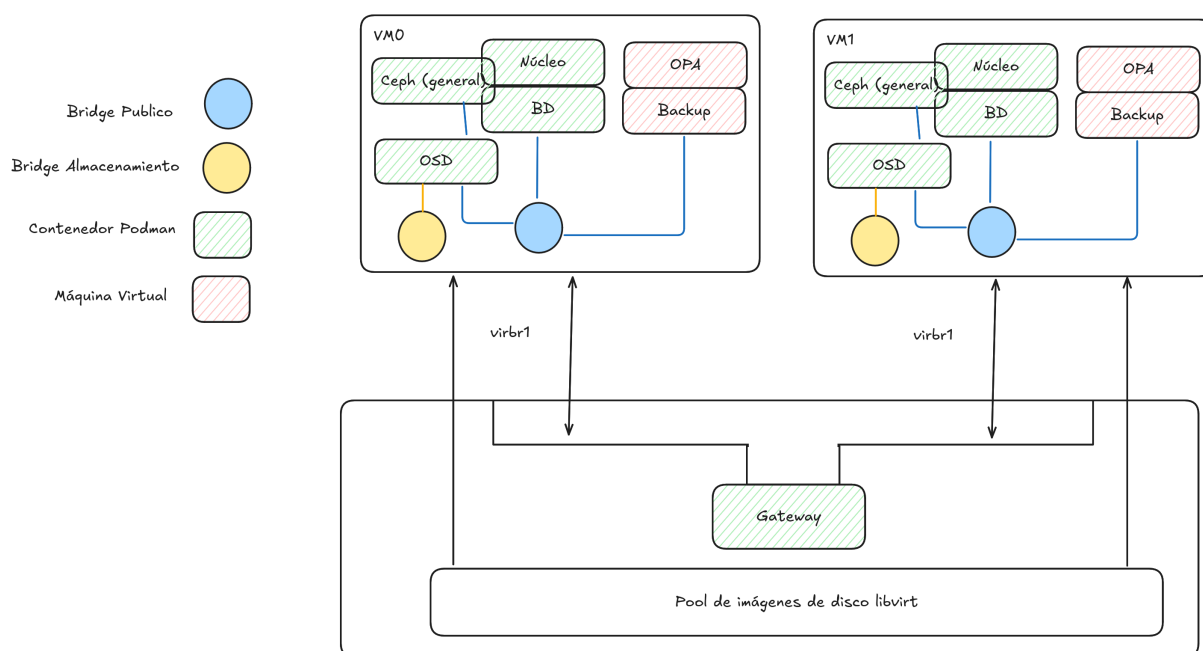 Bridge Publico
Bridge Almacenamiento
Contenedor Podman
Máquina Virtual
VM0
Ceph (general)
Núcleo
BD
OPA
Backup
OSD
VM1
Ceph (general)
Núcleo
BD
OPA
Backup
OSD
virbr1
virbr1
Gateway
Pool de imágenes de disco libvirt